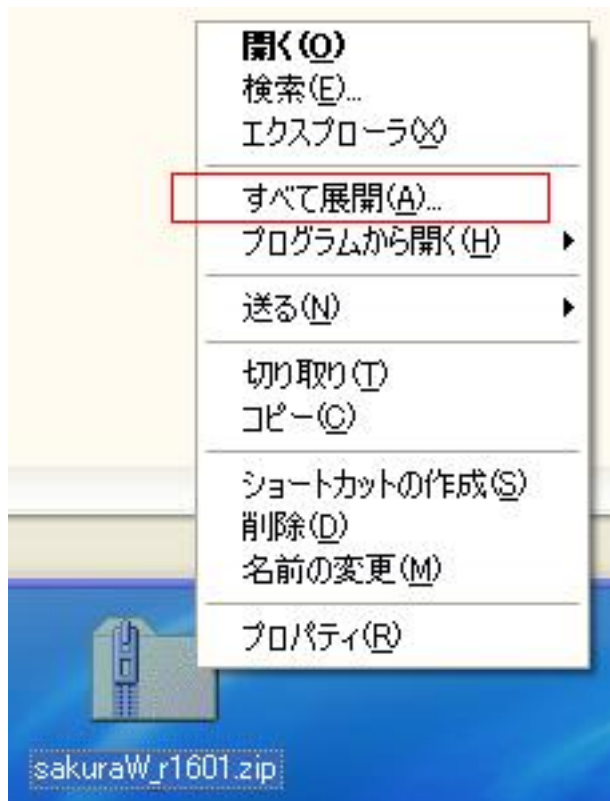 開く(O)
検索(E)...
エクスプローラ(X)
すべて展開(A)...
プログラムから開く(H)
送る(N)
切り取り(T)
コピー(C)
ショートカットの作成(S)
削除(D)
名前の変更(M)
プロパティ(R)
sakuraW_r1601.zip